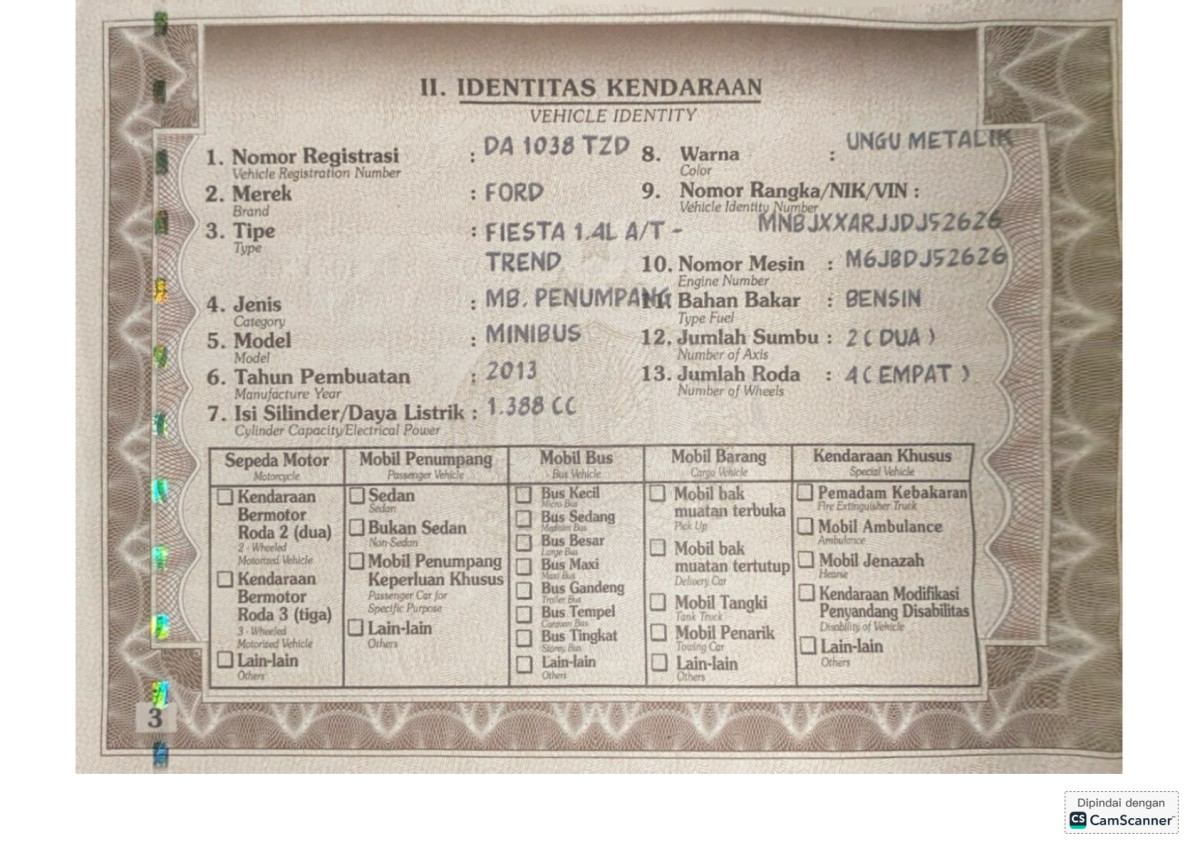 II. IDENTITAS KENDARAAN
VEHICLE IDENTITY
1. Nomor Registrasi : DA 1038 TZD
Vehicle Registration Number
2. Merek : FORD
Brand
3. Tipe : FIESTA 1.4L A/T -
Type
TREND
4. Jenis : MB. PENUMPANG
Category
5. Model : MINIBUS
Model
6. Tahun Pembuatan : 2013
Manufacture Year
7. Isi Silinder/Daya Listrik : 1.388 CC
Cylinder Capacity/Electrical Power
8. Warna : UNGU METALIK
Color
9. Nomor Rangka/NIK/VIN :
Vehicle Identity Number
MNBJXXARJJDJ52626
10. Nomor Mesin : M6JBDJ52626
Engine Number
11. Bahan Bakar : BENSIN
Type Fuel
12. Jumlah Sumbu : 2 ( DUA )
Number of Axis
13. Jumlah Roda : 4 ( EMPAT )
Number of Wheels
Sepeda Motor
Motorcycle
Kendaraan
Bermotor
Roda 2 (dua)
2 - Wheeled
Motorized Vehicle
Kendaraan
Bermotor
Roda 3 (tiga)
3 - Wheeled
Motorized Vehicle
Lain-lain
Others
Mobil Penumpang
Passenger Vehicle
Sedan
Sedan
Bukan Sedan
Non-Sedan
Mobil Penumpang
Keperluan Khusus
Passenger Car for
Specific Purpose
Lain-lain
Others
Mobil Bus
Bus Vehicle
Bus Kecil
Micro Bus
Bus Sedang
Medium Bus
Bus Besar
Large Bus
Bus Maxi
Maxi Bus
Bus Gandeng
Trailer Bus
Bus Tempel
Caravan Bus
Bus Tingkat
Storey Bus
Lain-lain
Others
Mobil Barang
Cargo Vehicle
Mobil bak
muatan terbuka
Pick Up
Mobil bak
muatan tertutup
Delivery Car
Mobil Tangki
Tank Truck
Mobil Penarik
Towing Car
Lain-lain
Others
Kendaraan Khusus
Special Vehicle
Pemadam Kebakaran
Fire Extinguisher Truck
Mobil Ambulance
Ambulance
Mobil Jenazah
Hearse
Kendaraan Modifikasi
Penyandang Disabilitas
Disability of Vehicle
Lain-lain
Others
3
Dipindai dengan
CS CamScanner